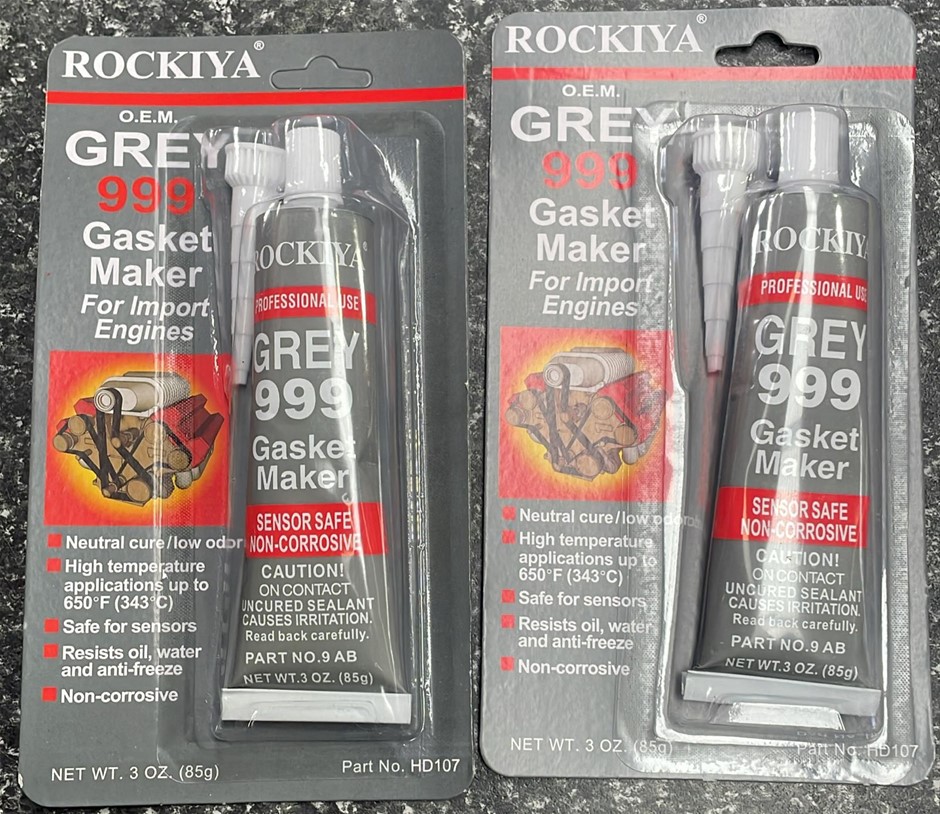 ROCKIYA®
O.E.M.
GREY
999
Gasket
Maker
For Import
Engines
Neutral cure/low odor
High temperature
applications up to
650°F (343°C)
Safe for sensors
Resists oil, water
and anti-freeze
Non-corrosive
NET WT. 3 OZ. (85g)
Part No. HD107
ROCKIYA®
PROFESSIONAL USE
GREY
999
Gasket
Maker
SENSOR SAFE
NON-CORROSIVE
CAUTION!
ON CONTACT
UNCURED SEALANT
CAUSES IRRITATION.
Read back carefully.
PART NO.9 AB
NET WT.3 OZ. (85g)
ROCKIYA®
O.E.M.
GREY
999
Gasket
Maker
For Import
Engines
Neutral cure/low odor
High temperature
applications up to
650°F (343°C)
Safe for sensors
Resists oil, water
and anti-freeze
Non-corrosive
NET WT. 3 OZ. (85g)
Part No. HD107
ROCKIYA
PROFESSIONAL USE
GREY
999
Gasket
Maker
SENSOR SAFE
NON-CORROSIVE
CAUTION!
ON CONTACT
UNCURED SEALANT
CAUSES IRRITATION.
Read back carefully.
PART NO.9 AB
NET WT.3 OZ. (85g)